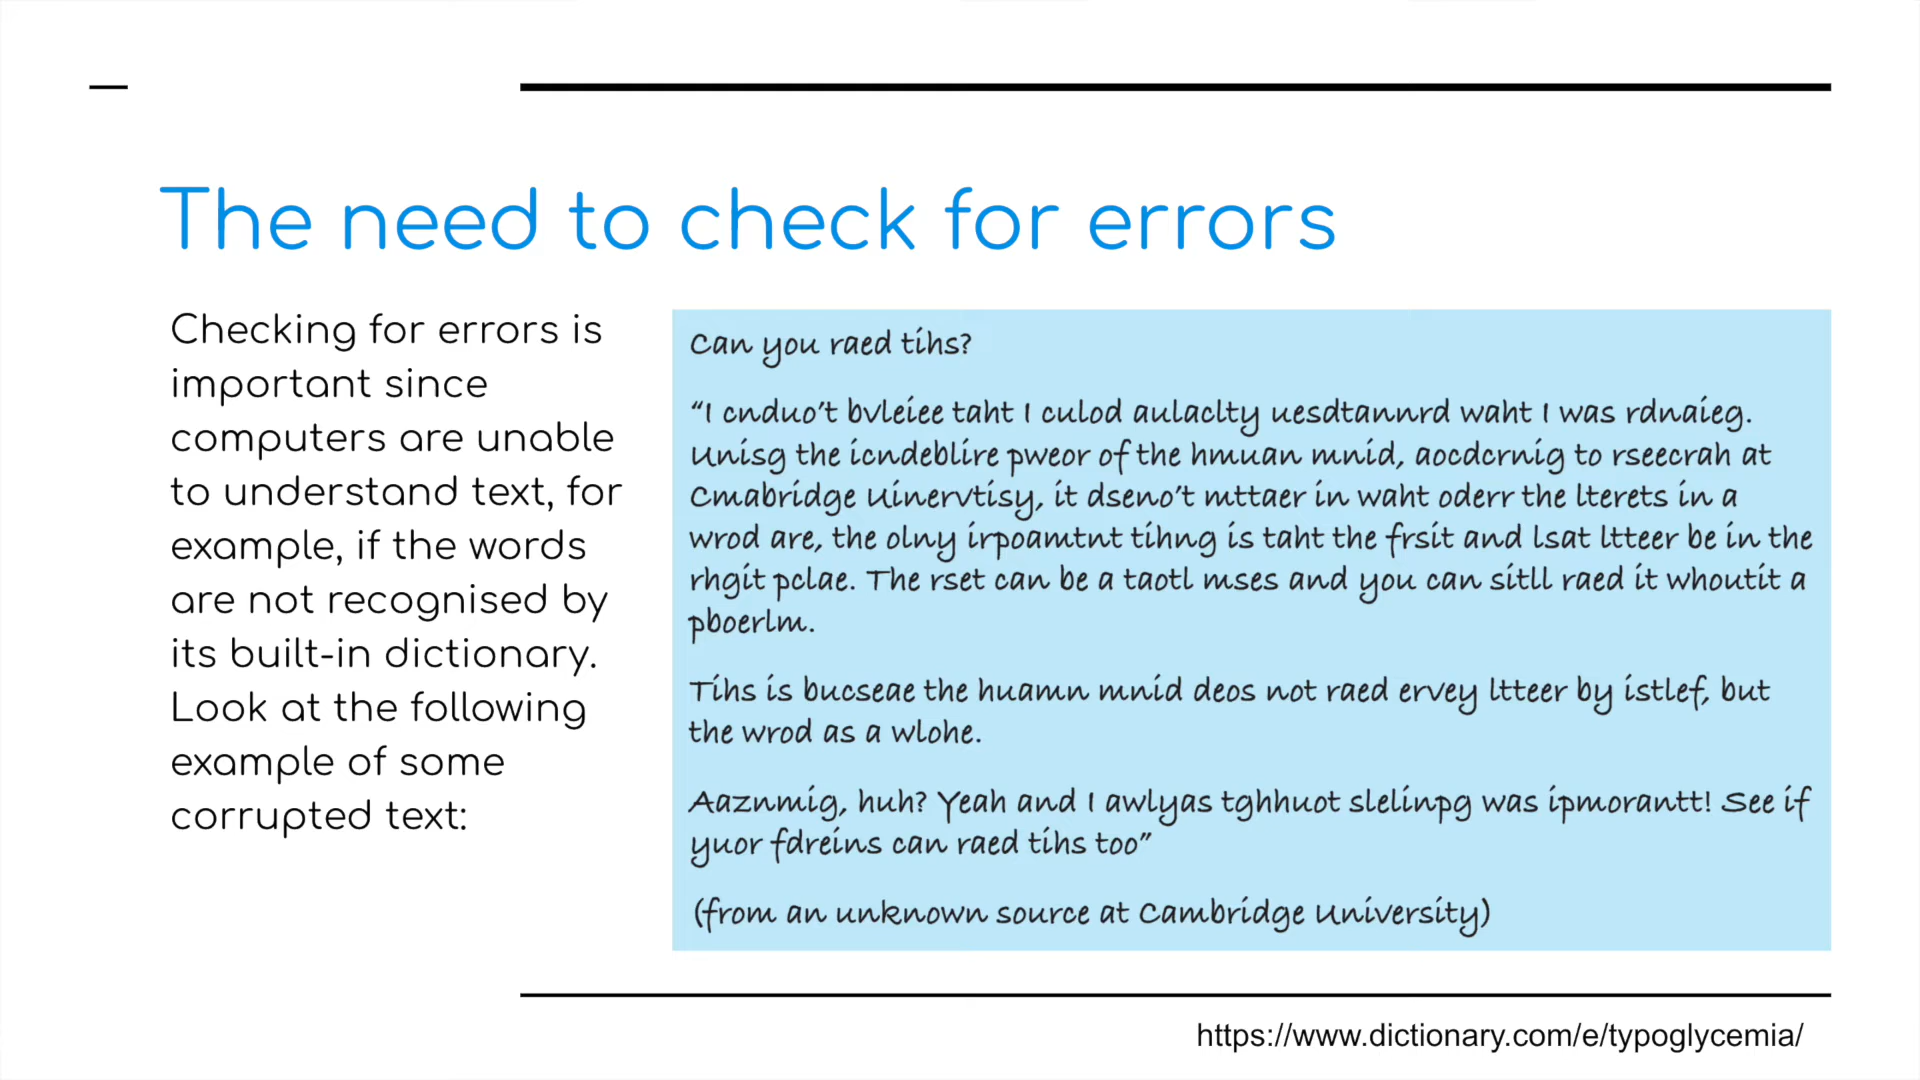 The need to check for errors
Checking for errors is
important since
computers are unable
to understand text, for
example, if the words
are not recognised by
its built-in dictionary.
Look at the following
example of some
corrupted text:
Can you raed tihs?
“I cnduo’t bvleiee taht I culod aulaclty uesdtannrd waht I was rdnaieg.
Unisg the icndeblire pweor of the hmuan mnid, aocdcrnig to rseecrah at
Cmabridge Uinervtisy, it dseno’t mttaer in waht oderr the lterets in a
wrod are, the olny irpoamtnt tihng is taht the frsit and lsat ltteer be in the
rhgit pclae. The rset can be a taotl mses and you can sitll raed it whoutit a
pboerlm.
Tihs is bucseae the huamn mnid deos not raed ervey ltteer by istlef, but
the wrod as a wlohe.
Aaznmig, huh? Yeah and I awlyas tghhuot slelinpg was ipmorantt! See if
yuor fdreins can raed tihs too”
(from an unknown source at Cambridge University)
https://www.dictionary.com/e/typoglycemia/